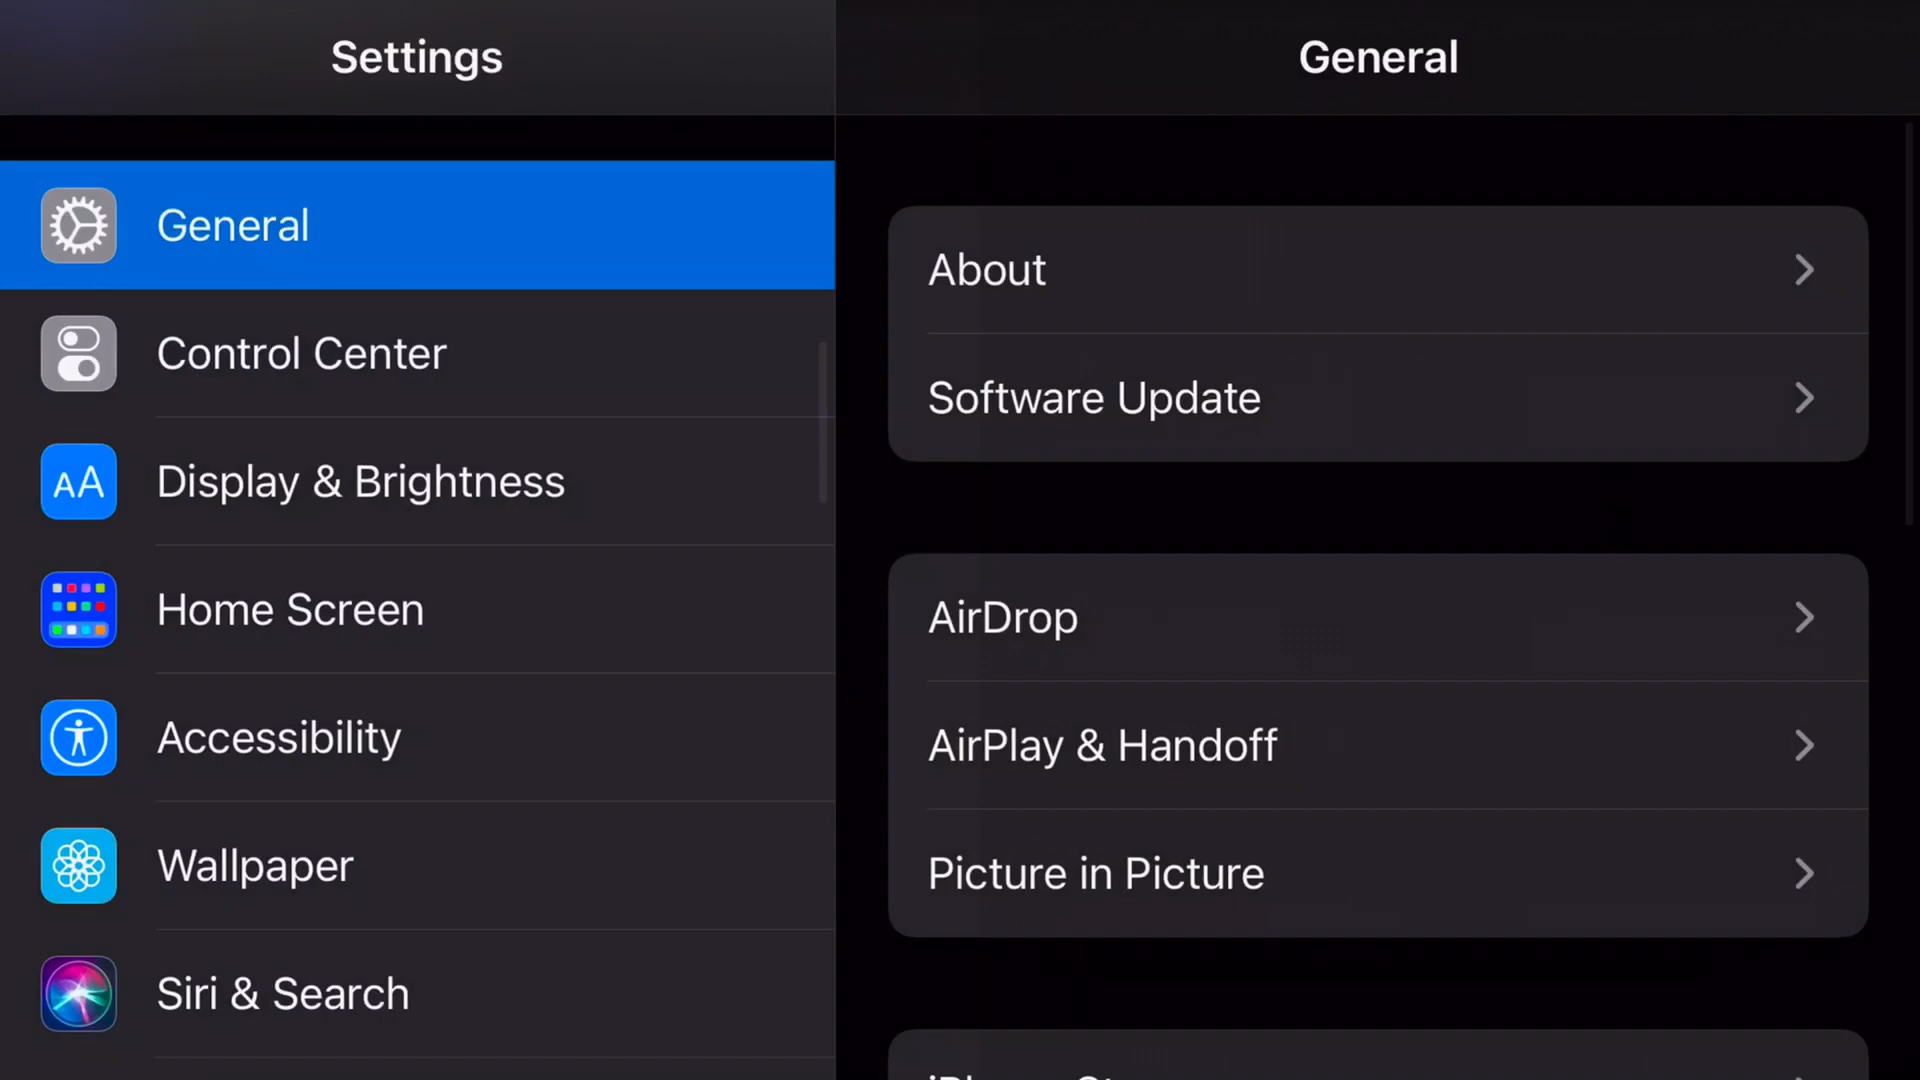 Settings
General
General
Control Center
AA
Display & Brightness
Home Screen
Accessibility
Wallpaper
Siri & Search
About
Software Update
AirDrop
AirPlay & Handoff
Picture in Picture